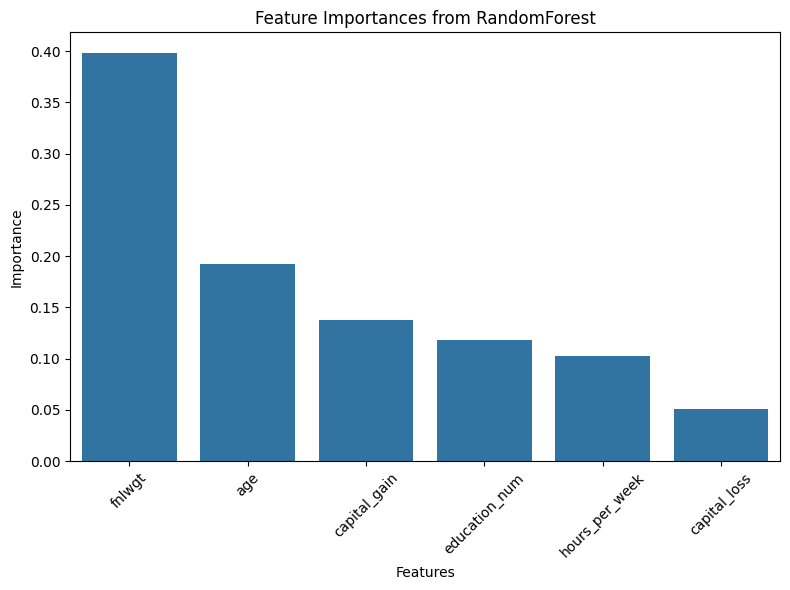 Feature Importances from RandomForest
0.40
0.35
0.30
0.25
0.20
0.15
0.10
0.05
0.00
Importance
fnlwgt
age
capital_gain
education_num
hours_per_week
capital_loss
Features